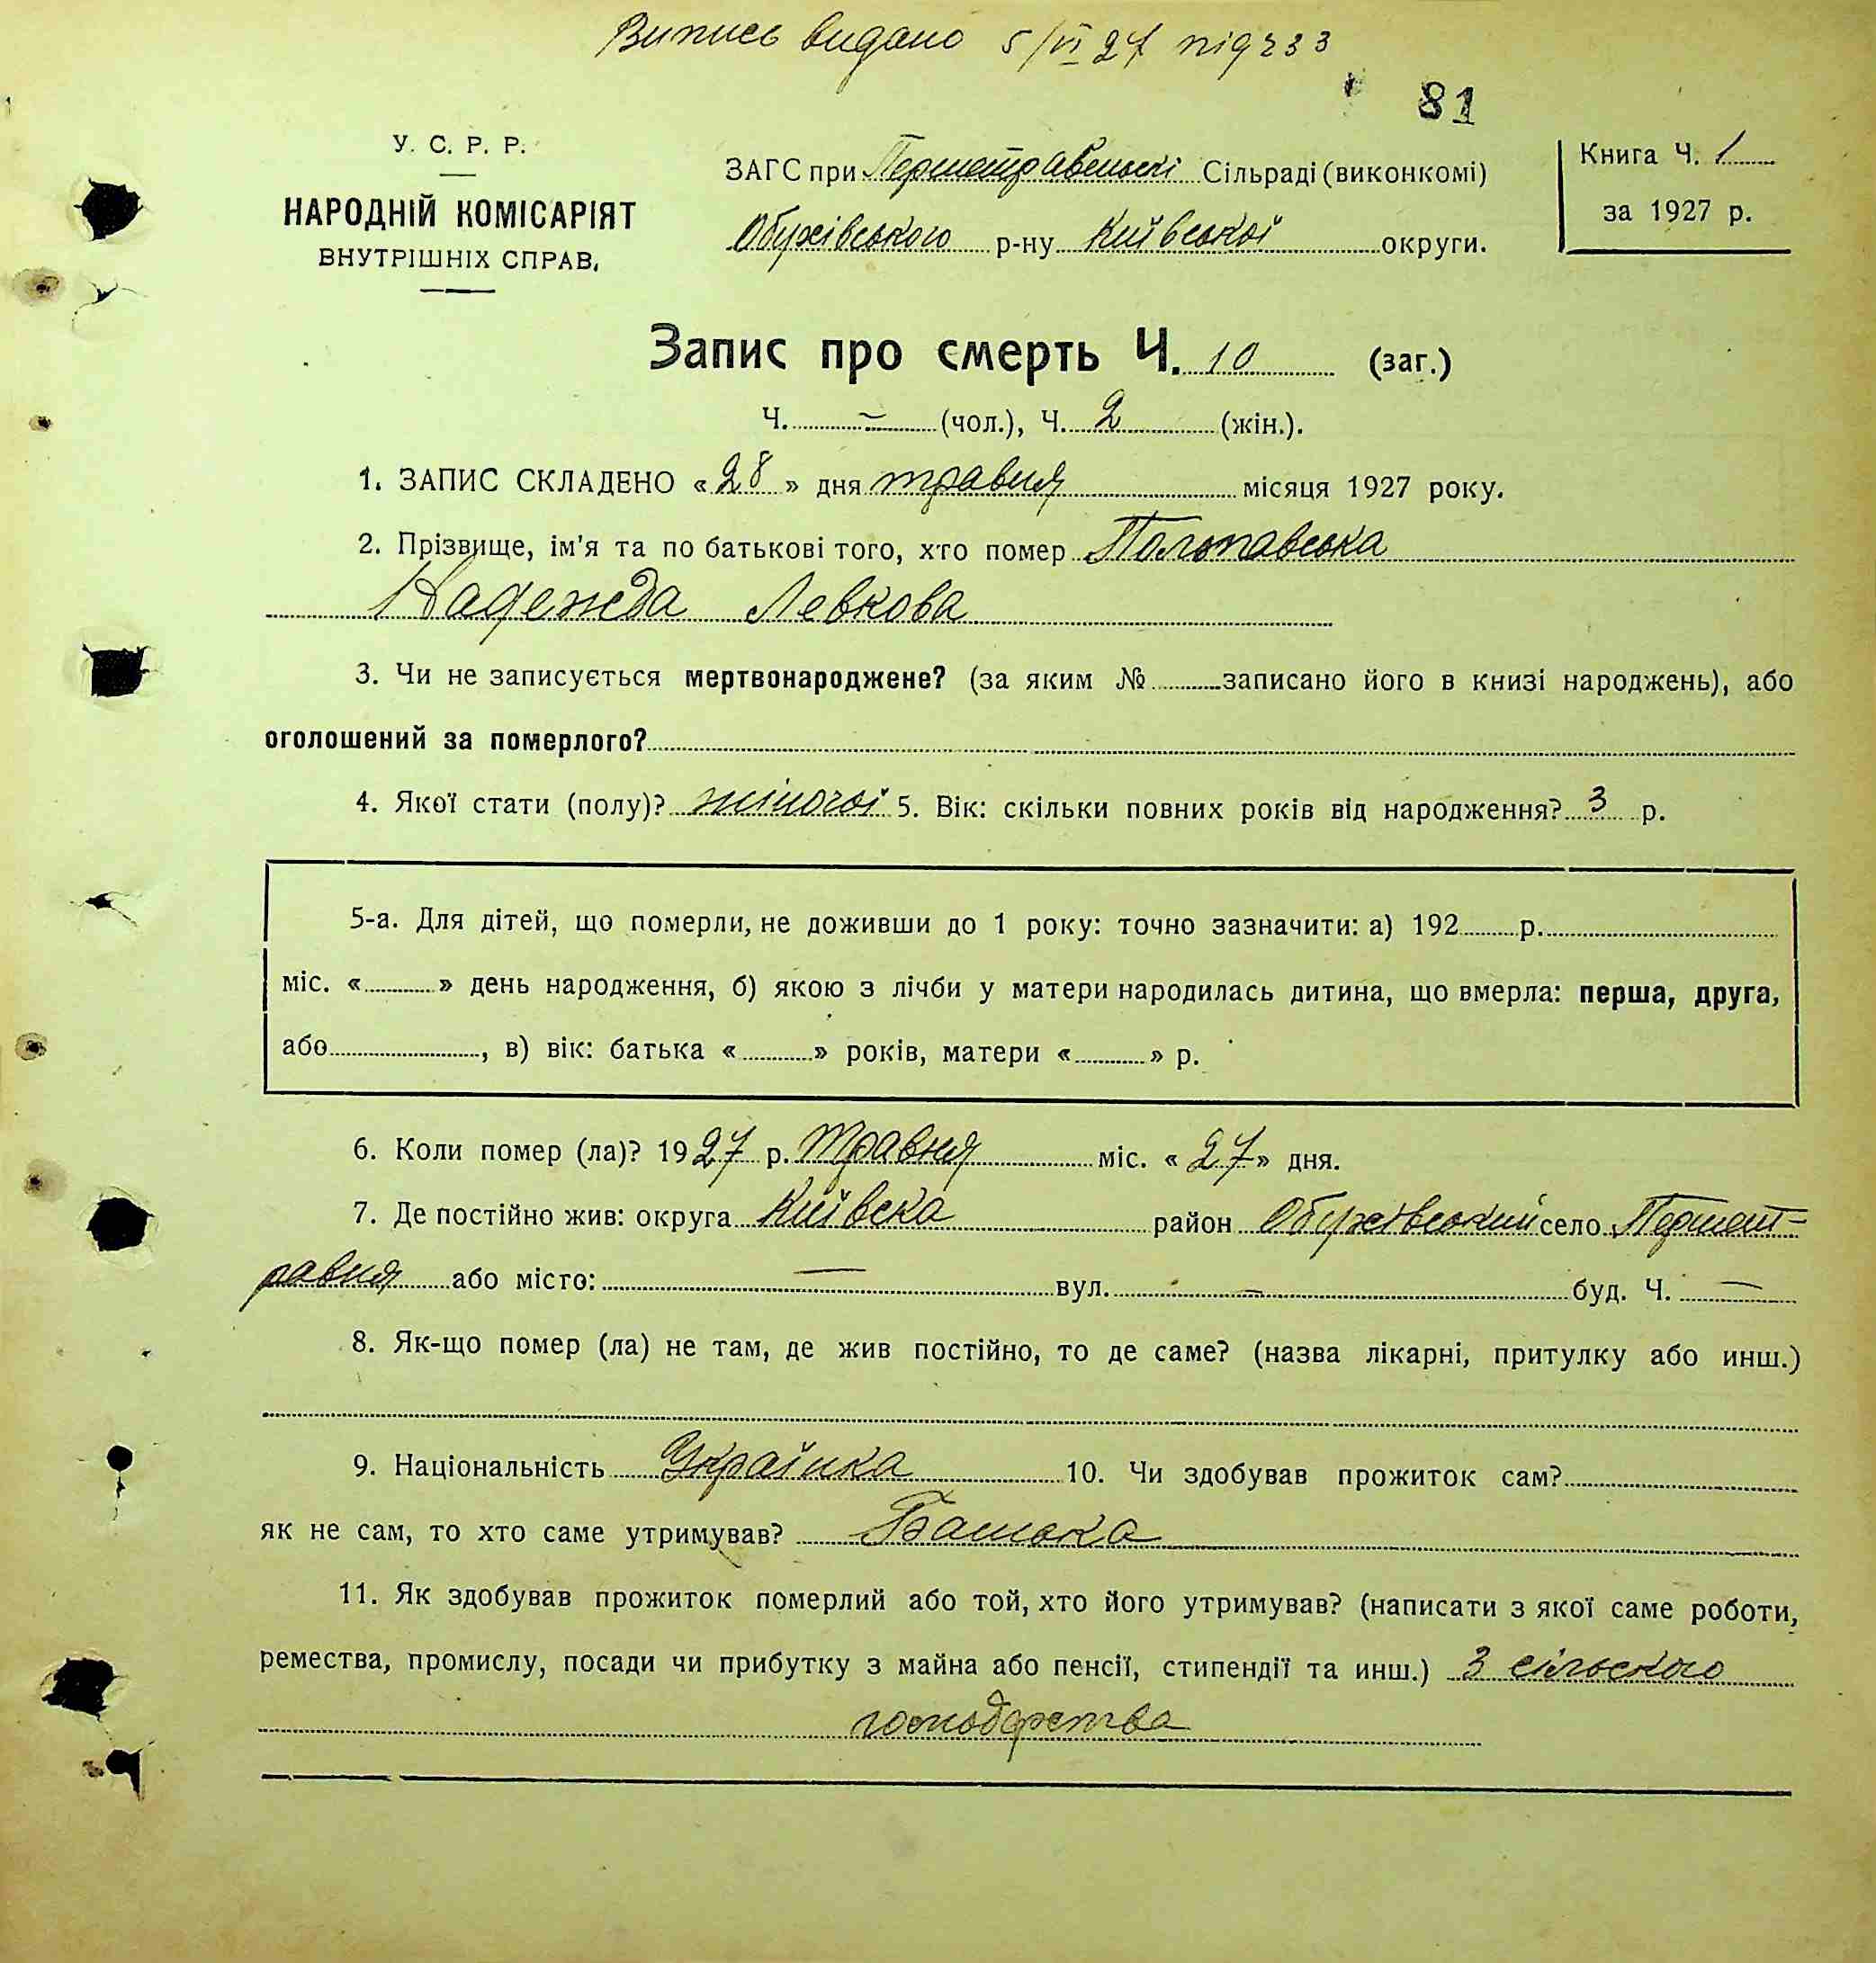 Випис видано 5/VI 27 під ч 33
81
У. С. Р. Р.
НАРОДНІЙ КОМІСАРІЯТ
ВНУТРІШНІХ СПРАВ.
ЗАГС при Першетравенські Сільраді (виконкомі)
Обухівського р-ну Київської округи.
Книга Ч. 1
за 1927 р.
Запис про смерть Ч. 10 (заг.)
Ч. — (чол.), Ч. 2 (жін.).
1. ЗАПИС СКЛАДЕНО « 28 » дня травня місяця 1927 року.
2. Прізвище, ім'я та по батькові того, хто помер Полтавська
Надежда Левкова
3. Чи не записується мертвонароджене? (за яким № записано його в книзі народжень), або
оголошений за померлого?
4. Якої стати (полу)? жіночої 5. Вік: скільки повних років від народження? 3 р.
5-а. Для дітей, що померли, не доживши до 1 року: точно зазначити: а) 192 р.
міс. « » день народження, б) якою з лічби у матери народилась дитина, що вмерла: перша, друга,
або , в) вік: батька « » років, матери « » р.
6. Коли помер (ла)? 1927 р. Травня міс. « 27 » дня.
7. Де постійно жив: округа Київска район Обухівський село Першет-
равня або місто: — вул. — буд. Ч. —
8. Як-що помер (ла) не там, де жив постійно, то де саме? (назва лікарні, притулку або инш.)
9. Національність Українка 10. Чи здобував прожиток сам?
як не сам, то хто саме утримував? Батька
11. Як здобував прожиток померлий або той, хто його утримував? (написати з якої саме роботи,
ремества, промислу, посади чи прибутку з майна або пенсії, стипендії та инш.) З сільского
господарства